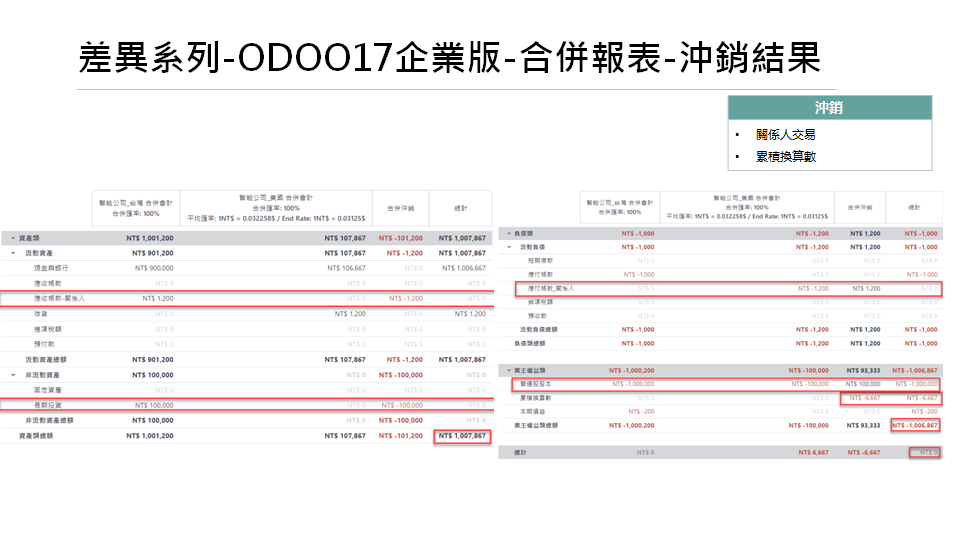 差異系列-ODOO17企業版-合併報表-沖銷結果
沖銷
• 關係人交易
• 累積換算數
智能公司_台灣 合併會計 合併匯率: 100% 智能公司_美國 合併會計 合併匯率: 100% 平均匯率: 1NT$ = 0.032258$ / End Rate: 1NT$ = 0.03125$ 合併沖銷 總計
資產類 NT$ 1,001,200 NT$ 107,867 NT$ -101,200 NT$ 1,007,867
流動資產 NT$ 901,200 NT$ 107,867 NT$ -1,200 NT$ 1,007,867
現金與銀行 NT$ 900,000 NT$ 106,667 NT$ 0 NT$ 1,006,667
應收帳款 NT$ 0 NT$ 0 NT$ 0 NT$ 0
應收帳款-關係人 NT$ 1,200 NT$ 0 NT$ -1,200 NT$ 0
存貨 NT$ 0 NT$ 1,200 NT$ 0 NT$ 1,200
進項稅額 NT$ 0 NT$ 0 NT$ 0 NT$ 0
預付款 NT$ 0 NT$ 0 NT$ 0 NT$ 0
流動資產總額 NT$ 901,200 NT$ 107,867 NT$ -1,200 NT$ 1,007,867
非流動資產 NT$ 100,000 NT$ 0 NT$ -100,000 NT$ 0
固定資產 NT$ 0 NT$ 0 NT$ 0 NT$ 0
長期投資 NT$ 100,000 NT$ 0 NT$ -100,000 NT$ 0
非流動資產總額 NT$ 100,000 NT$ 0 NT$ -100,000 NT$ 0
資產類總額 NT$ 1,001,200 NT$ 107,867 NT$ -101,200 NT$ 1,007,867
智能公司_台灣 合併會計 合併匯率: 100% 智能公司_美國 合併會計 合併匯率: 100% 平均匯率: 1NT$ = 0.032258$ / End Rate: 1NT$ = 0.03125$ 合併沖銷 總計
負債類 NT$ -1,000 NT$ -1,200 NT$ 1,200 NT$ -1,000
流動負債 NT$ -1,000 NT$ -1,200 NT$ 1,200 NT$ -1,000
短期借款 NT$ 0 NT$ 0 NT$ 0 NT$ 0
應付帳款 NT$ -1,000 NT$ 0 NT$ 0 NT$ -1,000
應付帳款_關係人 NT$ 0 NT$ -1,200 NT$ 1,200 NT$ 0
銷項稅額 NT$ 0 NT$ 0 NT$ 0 NT$ 0
預收款 NT$ 0 NT$ 0 NT$ 0 NT$ 0
流動負債總額 NT$ -1,000 NT$ -1,200 NT$ 1,200 NT$ -1,000
負債類總額 NT$ -1,000 NT$ -1,200 NT$ 1,200 NT$ -1,000
業主權益類 NT$ -1,000,200 NT$ -100,000 NT$ 93,333 NT$ -1,006,867
普通股股本 NT$ -1,000,000 NT$ -100,000 NT$ 100,000 NT$ -1,000,000
累積換算數 NT$ 0 NT$ 0 NT$ -6,667 NT$ -6,667
本期損益 NT$ -200 NT$ 0 NT$ 0 NT$ -200
業主權益類總額 NT$ -1,000,200 NT$ -100,000 NT$ 93,333 NT$ -1,006,867
總計 NT$ 0 NT$ 6,667 NT$ -6,667 NT$ 0